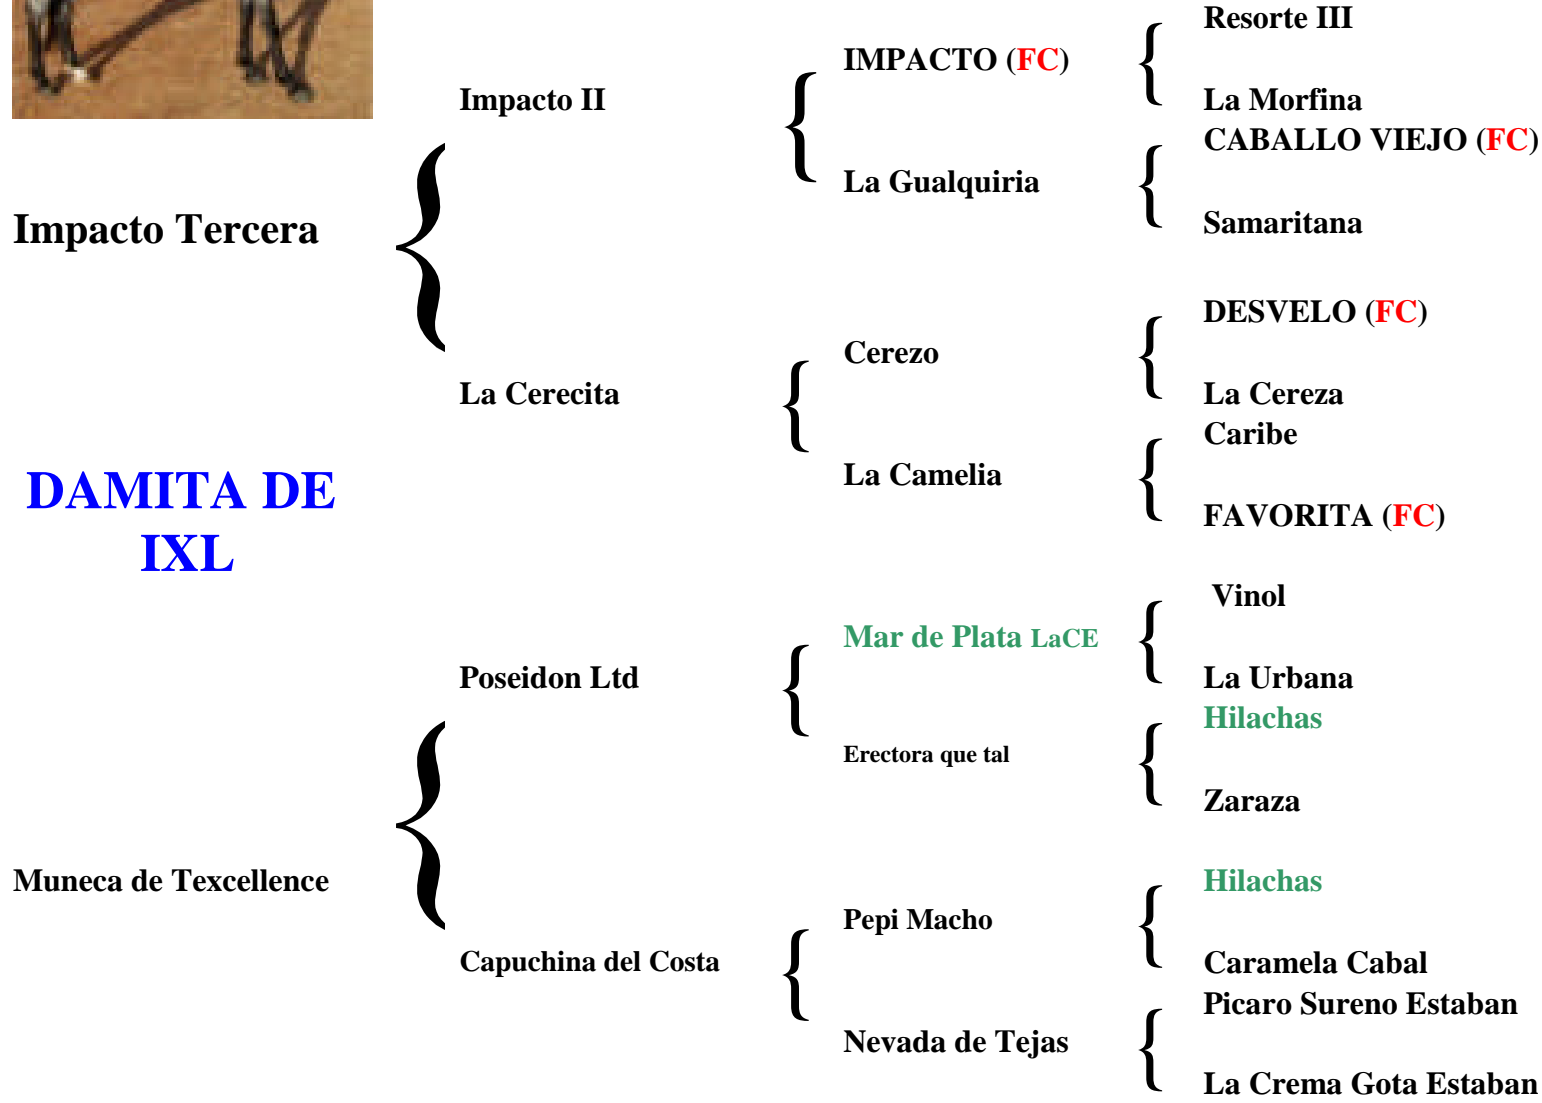 Resorte III
IMPACTO (FC)
Impacto II
La Morfina
CABALLO VIEJO (FC)
La Gualquiria
Samaritana
Impacto Tercera
DESVELO (FC)
Cerezo
La Cerecita
La Cereza
Caribe
La Camelia
FAVORITA (FC)
DAMITA DE
IXL
Vinol
Mar de Plata LaCE
Poseidon Ltd
La Urbana
Hilachas
Erectora que tal
Zaraza
Muneca de Texcellence
Hilachas
Pepi Macho
Capuchina del Costa
Caramela Cabal
Picaro Sureno Estaban
Nevada de Tejas
La Crema Gota Estaban